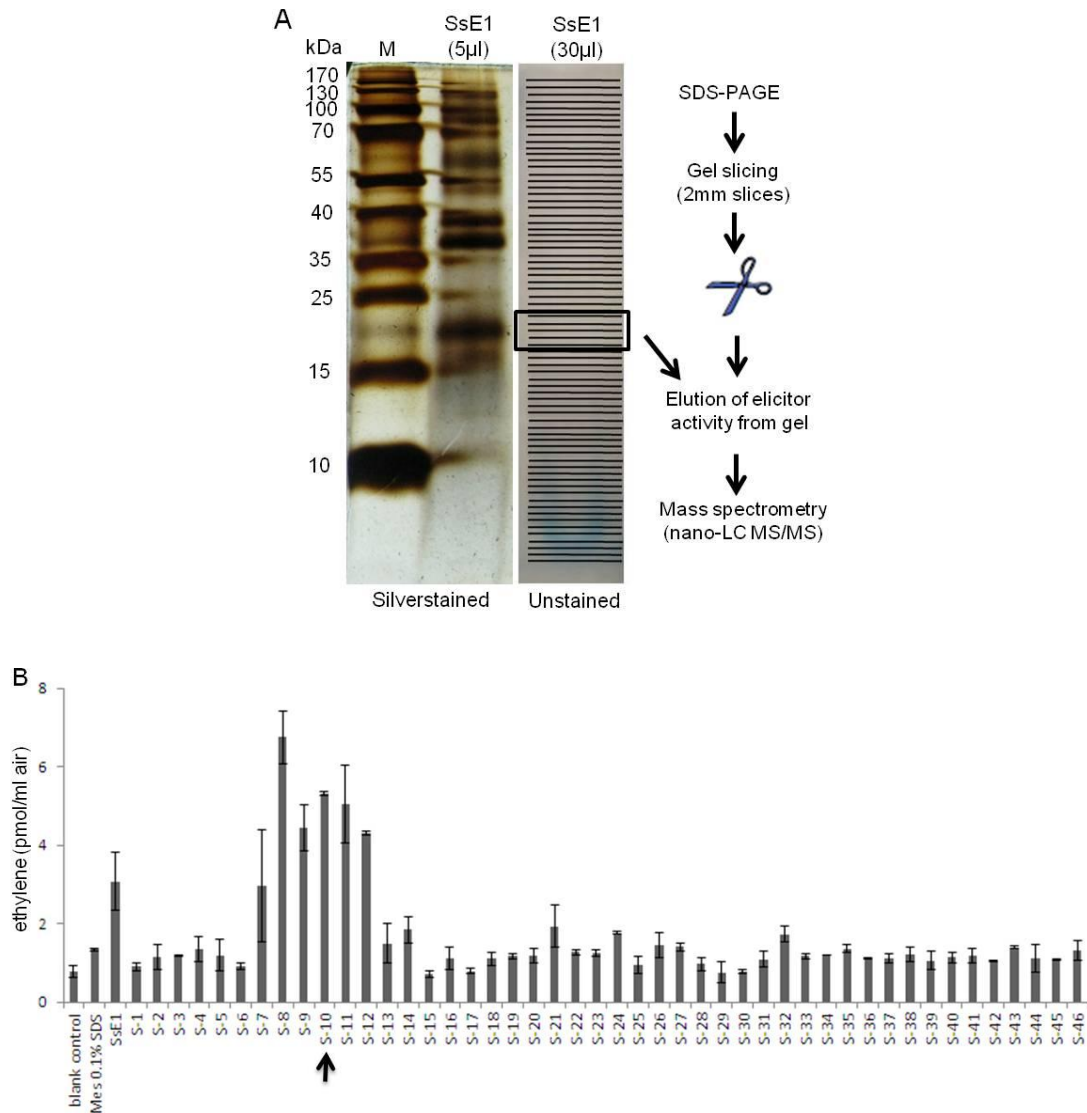 A
kDa
M
SsE1
(5µl)
SsE1
(30µl)
170
130
100
70
55
40
35
25
15
10
Silverstained
Unstained
SDS-PAGE
Gel slicing
(2mm slices)
Elution of elicitor
activity from gel
Mass spectrometry
(nano-LC MS/MS)
B
ethylene (pmol/ml air)
8
6
4
2
0
blank control
Mes 0.1% SDS
SsE1
S-1
S-2
S-3
S-4
S-5
S-6
S-7
S-8
S-9
S-10
S-11
S-12
S-13
S-14
S-15
S-16
S-17
S-18
S-19
S-20
S-21
S-22
S-23
S-24
S-25
S-26
S-27
S-28
S-29
S-30
S-31
S-32
S-33
S-34
S-35
S-36
S-37
S-38
S-39
S-40
S-41
S-42
S-43
S-44
S-45
S-46